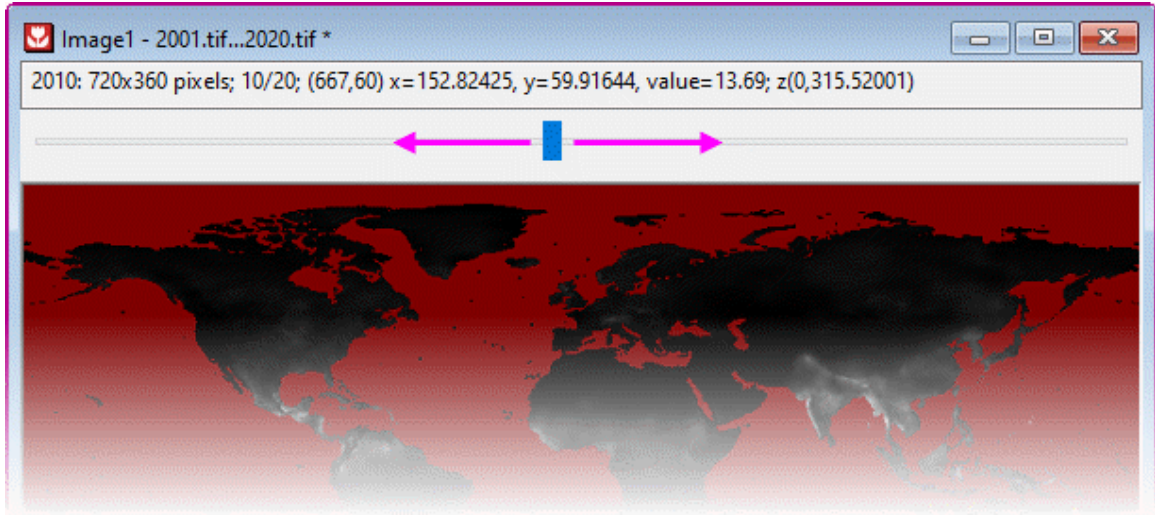 Image1 - 2001.tif...2020.tif *
2010: 720x360 pixels; 10/20; (667,60) x=152.82425, y=59.91644, value=13.69; z(0,315.52001)